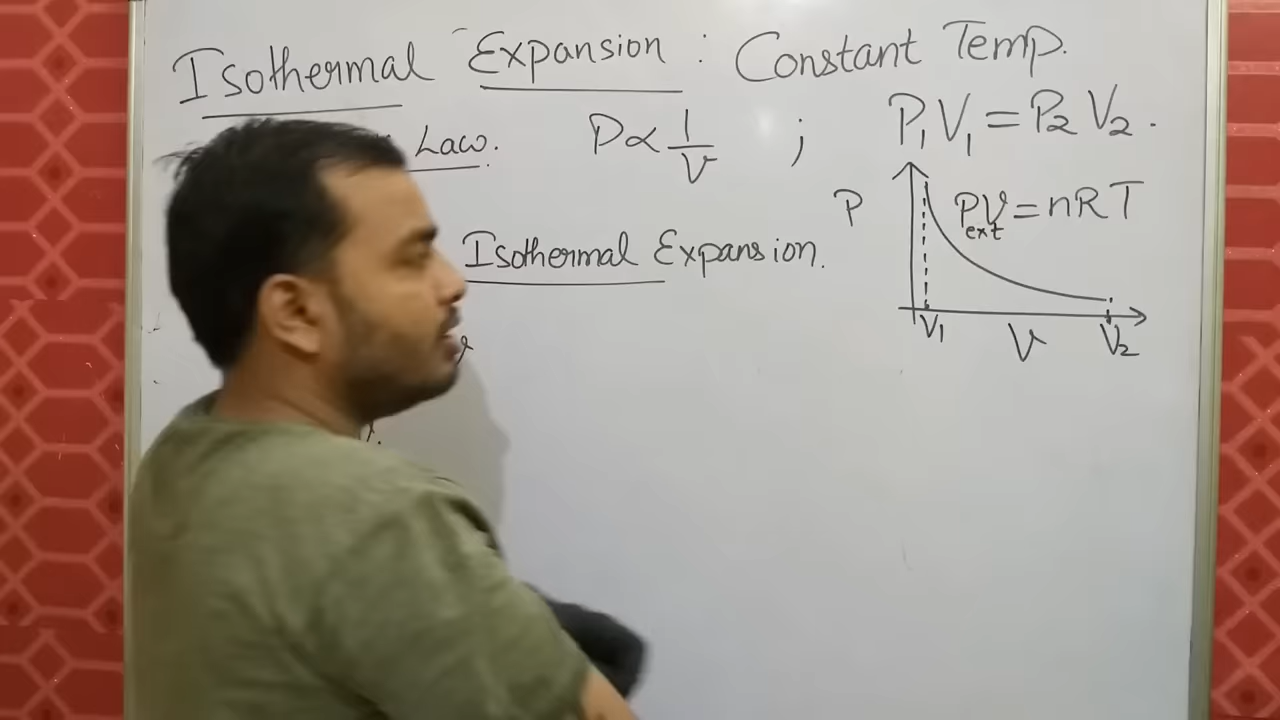 Isothermal Expansion : Constant Temp.
Law. P∝1/V ; P₁V₁ = P₂V₂.
P
PextV = nRT
Isothermal Expansion.
V₁ V V₂